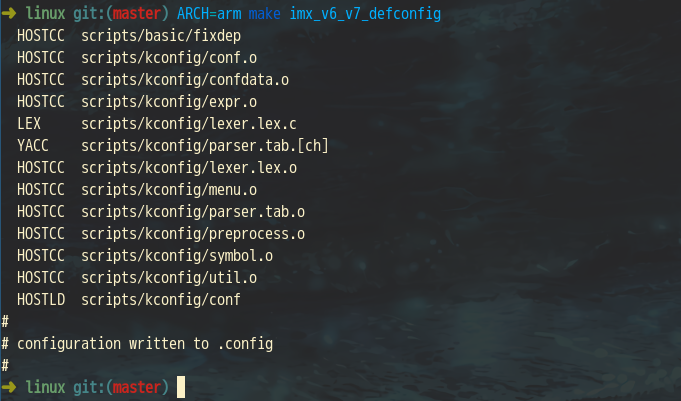 ➜ linux git:(master) ARCH=arm make imx_v6_v7_defconfig
HOSTCC scripts/basic/fixdep
HOSTCC scripts/kconfig/conf.o
HOSTCC scripts/kconfig/confdata.o
HOSTCC scripts/kconfig/expr.o
LEX scripts/kconfig/lexer.lex.c
YACC scripts/kconfig/parser.tab.[ch]
HOSTCC scripts/kconfig/lexer.lex.o
HOSTCC scripts/kconfig/menu.o
HOSTCC scripts/kconfig/parser.tab.o
HOSTCC scripts/kconfig/preprocess.o
HOSTCC scripts/kconfig/symbol.o
HOSTCC scripts/kconfig/util.o
HOSTLD scripts/kconfig/conf
#
# configuration written to .config
#
➜ linux git:(master)